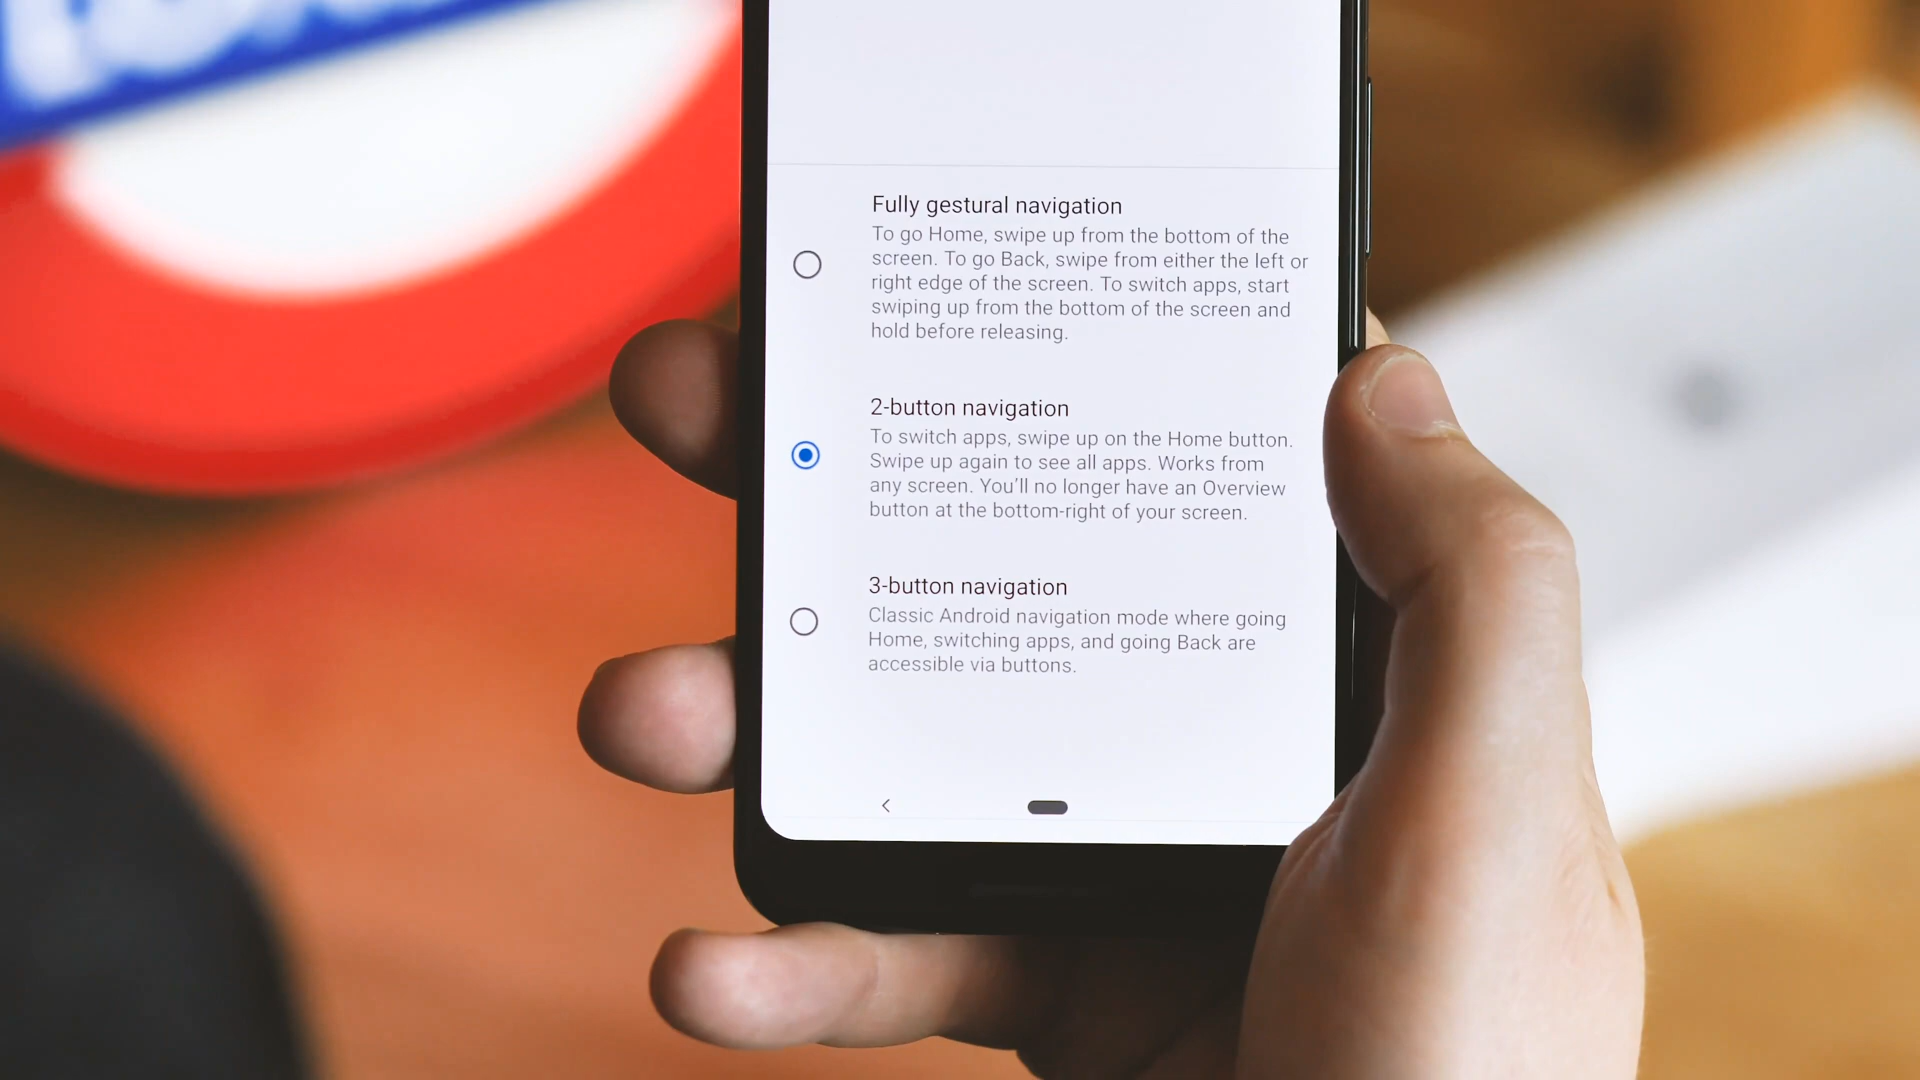 Fully gestural navigation
To go Home, swipe up from the bottom of the
screen. To go Back, swipe from either the left or
right edge of the screen. To switch apps, start
swiping up from the bottom of the screen and
hold before releasing.
2-button navigation
To switch apps, swipe up on the Home button.
Swipe up again to see all apps. Works from
any screen. You’ll no longer have an Overview
button at the bottom-right of your screen.
3-button navigation
Classic Android navigation mode where going
Home, switching apps, and going Back are
accessible via buttons.